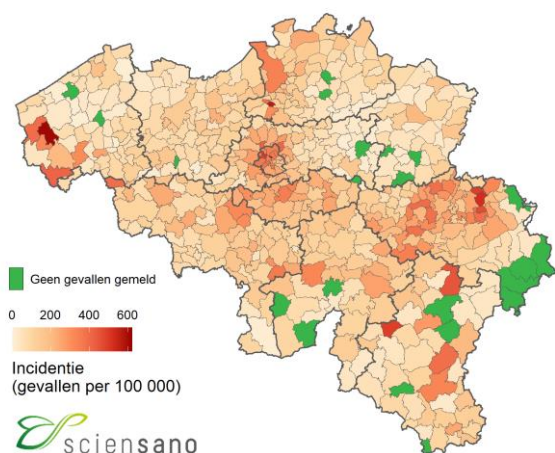 Geen gevallen gemeld
0 200 400 600
Incidentie
(gevallen per 100 000)
sciensano